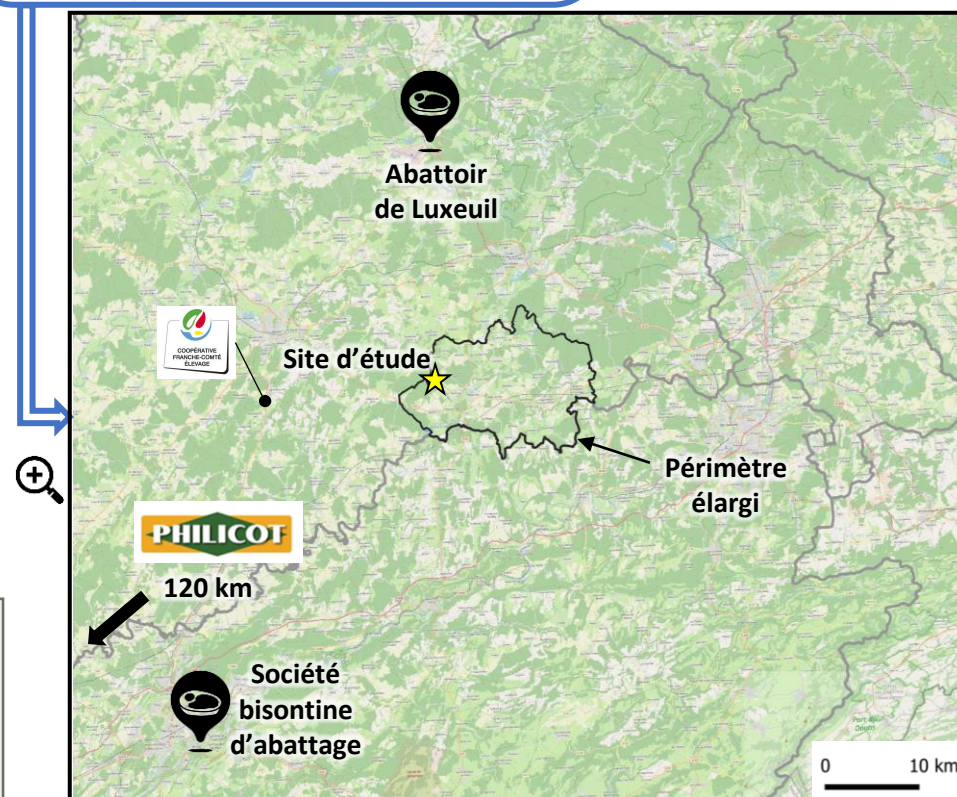 Abattoir
de Luxeuil
COOPÉRATIVE
FRANCHE-COMTÉ
ÉLEVAGE
Site d’étude
Périmètre
élargi
PHILICOT
120 km
Société
bisontine
d’abattage
0 10 km